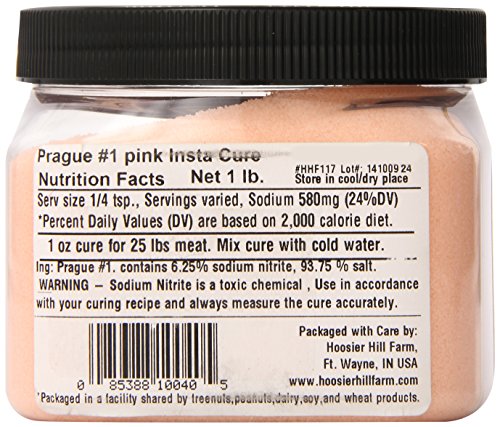 Prague #1 pink Insta Cure
#HHF117 Lot#: 14100924
Nutrition Facts Net 1 lb.
Store in cool/dry place
Serv size 1/4 tsp., Servings varied, Sodium 580mg (24%DV)
*Percent Daily Values (DV) are based on 2,000 calorie diet.
1 oz cure for 25 lbs meat. Mix cure with cold water.
Ing: Prague #1. contains 6.25% sodium nitrite, 93.75 % salt.
WARNING – Sodium Nitrite is a toxic chemical , Use in accordance
with your curing recipe and always measure the cure accurately.
Packaged with Care by:
Hoosier Hill Farm,
Ft. Wayne, IN USA
www.hoosierhillfarm.com
0 85388 10040 5
*Packaged in a facility shared by treenuts,peanuts,dairy,soy,and wheat products.